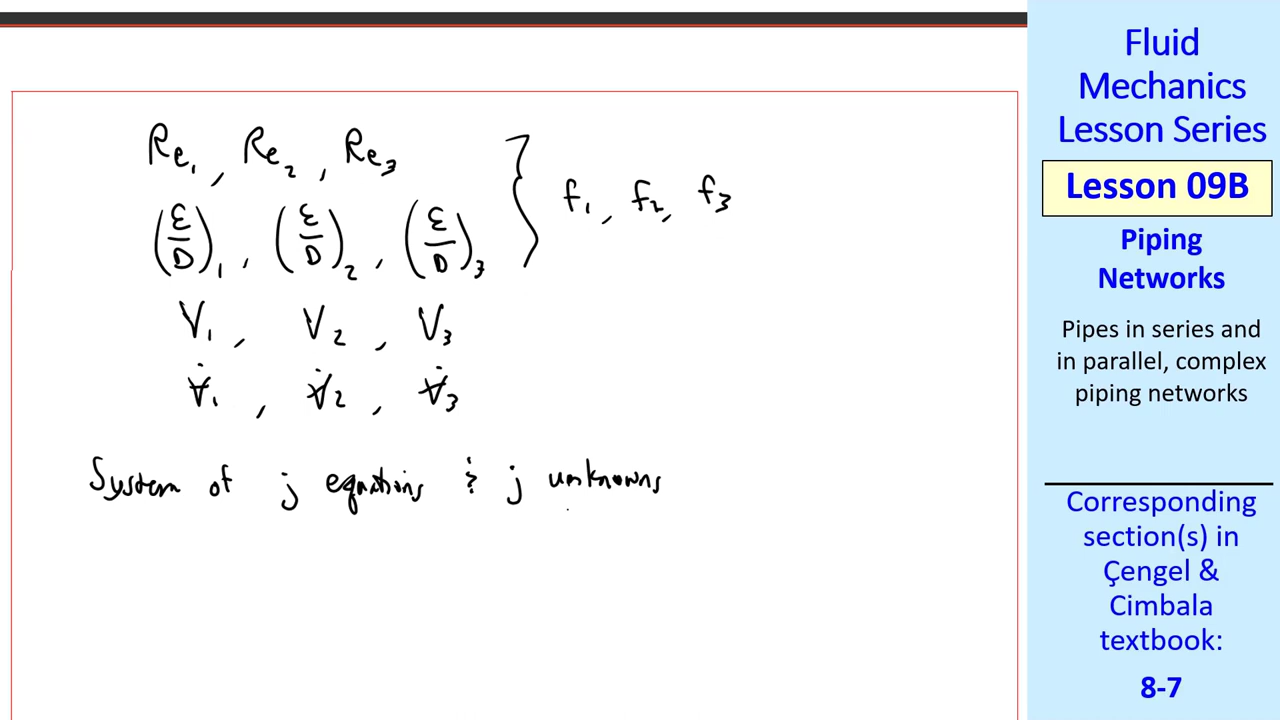 Re₁, Re₂, Re₃
(ε/D)₁, (ε/D)₂, (ε/D)₃
} f₁, f₂, f₃
V₁, V₂, V₃
V̶̇₁, V̶̇₂, V̶̇₃
System of j equations & j unknowns
Fluid
Mechanics
Lesson Series
Lesson 09B
Piping
Networks
Pipes in series and
in parallel, complex
piping networks
Corresponding
section(s) in
Çengel &
Cimbala
textbook:
8-7